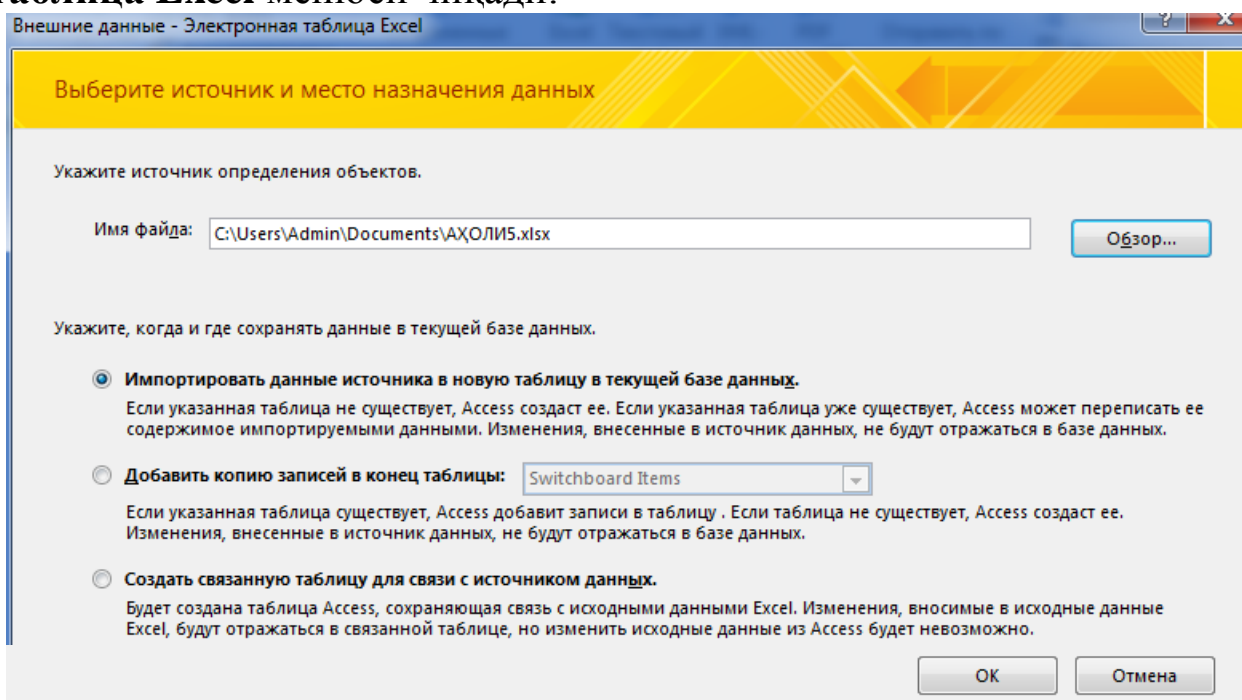 таблица Excel менюси чиқади.
Внешние данные - Электронная таблица Excel
Выберите источник и место назначения данных
Укажите источник определения объектов.
Имя файла: C:\Users\Admin\Documents\АҲОЛИ5.xlsx Обзор...
Укажите, когда и где сохранять данные в текущей базе данных.
Импортировать данные источника в новую таблицу в текущей базе данных.
Если указанная таблица не существует, Access создаст ее. Если указанная таблица уже существует, Access может переписать ее
содержимое импортируемыми данными. Изменения, внесенные в источник данных, не будут отражаться в базе данных.
Добавить копию записей в конец таблицы: Switchboard Items
Если указанная таблица существует, Access добавит записи в таблицу . Если таблица не существует, Access создаст ее.
Изменения, внесенные в источник данных, не будут отражаться в базе данных.
Создать связанную таблицу для связи с источником данных.
Будет создана таблица Access, сохраняющая связь с исходными данными Excel. Изменения, вносимые в исходные данные
Excel, будут отражаться в связанной таблице, но изменить исходные данные из Access будет невозможно.
ОК Отмена